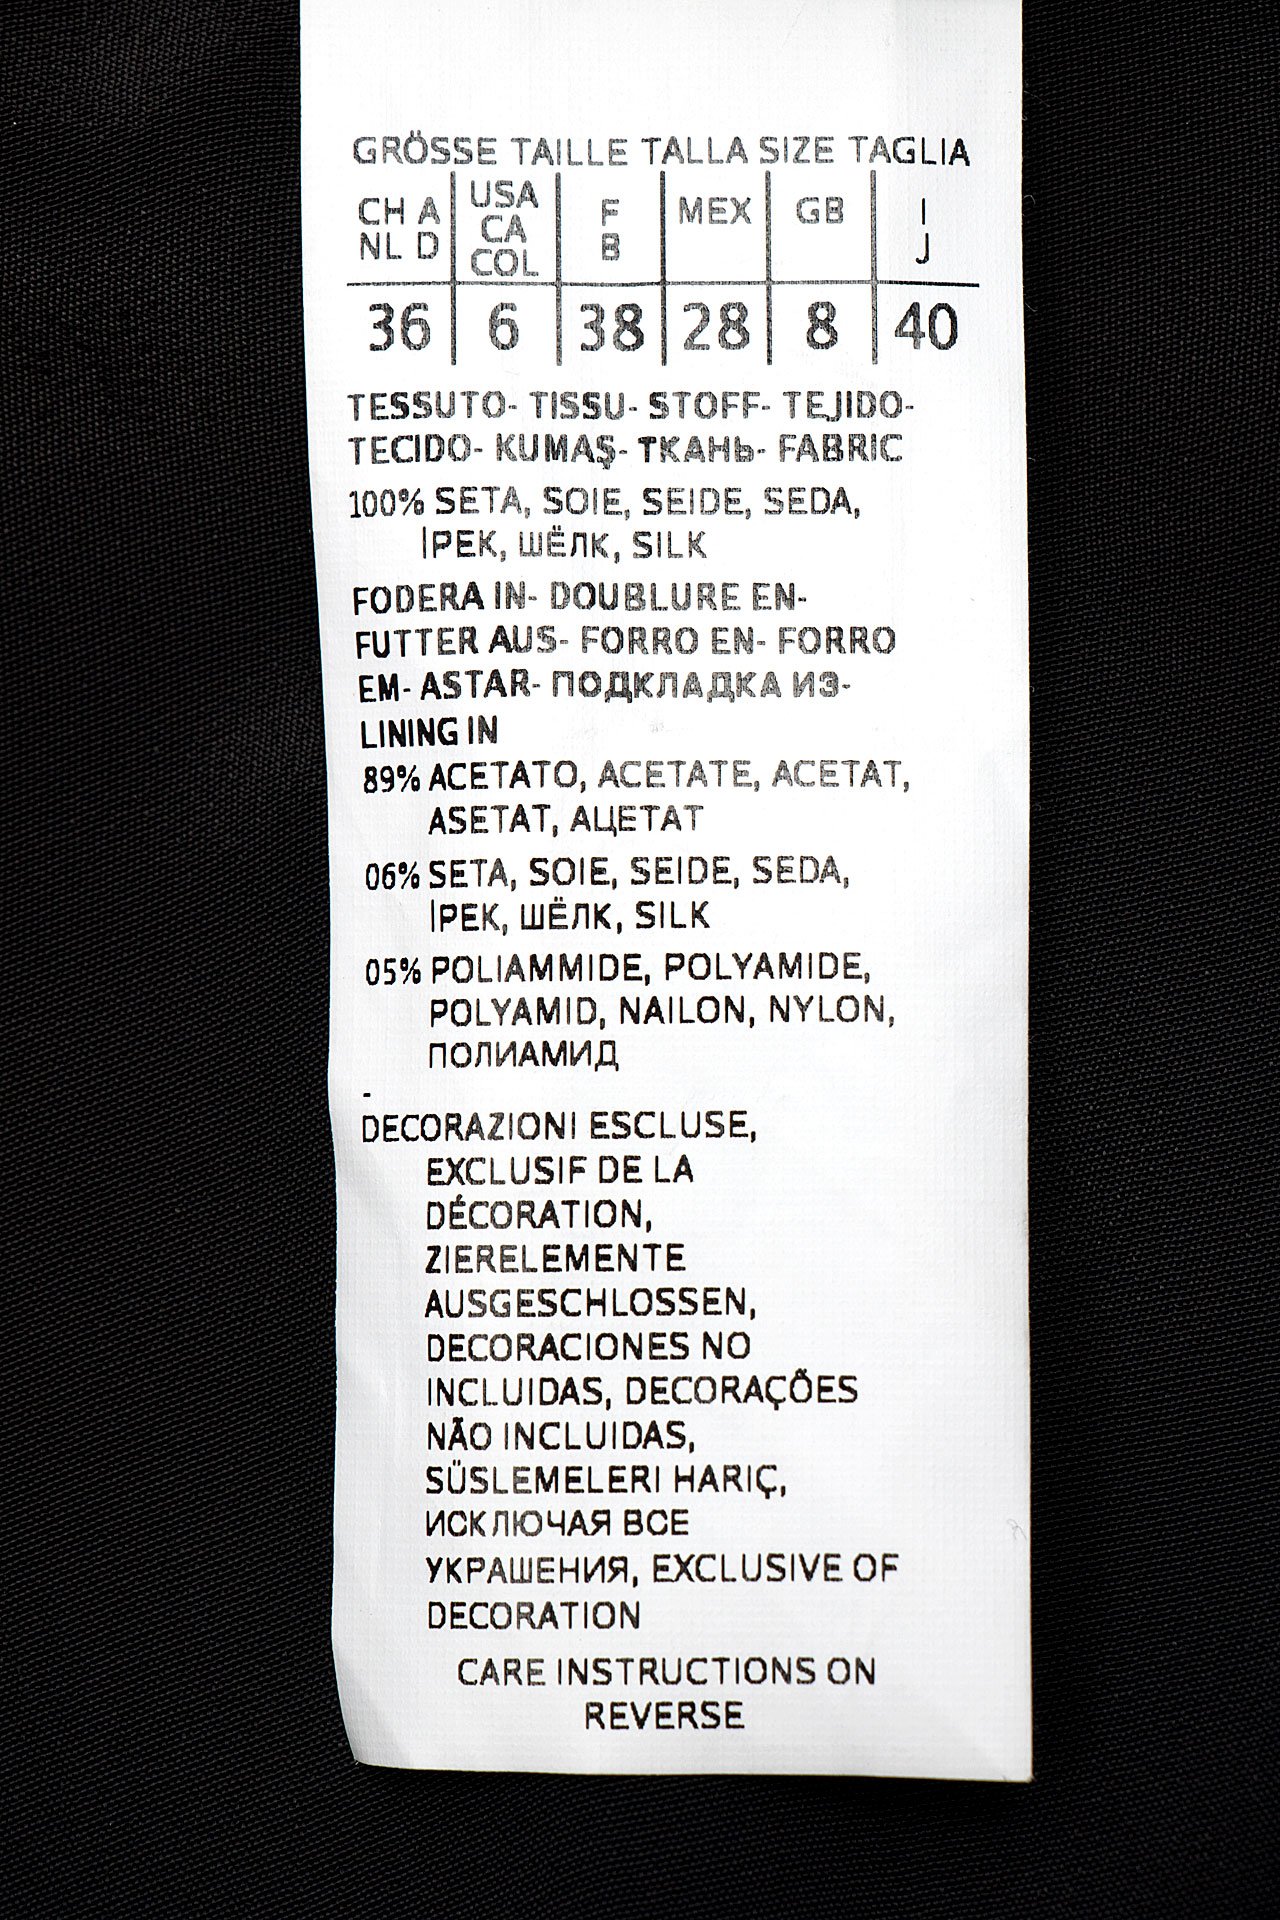 GRÖSSE TAILLE TALLA SIZE TAGLIA
CH A NL D | USA CA COL | F B | MEX | GB | I J
36 | 6 | 38 | 28 | 8 | 40
TESSUTO- TISSU- STOFF- TEJIDO-
TECIDO- KUMAŞ- ТКАНЬ- FABRIC
100% SETA, SOIE, SEIDE, SEDA,
İPEK, ШЁЛК, SILK
FODERA IN- DOUBLURE EN-
FUTTER AUS- FORRO EN- FORRO
EM- ASTAR- ПОДКЛАДКА ИЗ-
LINING IN
89% ACETATO, ACETATE, ACETAT,
ASETAT, АЦЕТАТ
06% SETA, SOIE, SEIDE, SEDA,
İPEK, ШЁЛК, SILK
05% POLIAMMIDE, POLYAMIDE,
POLYAMID, NAILON, NYLON,
ПОЛИАМИД
-
DECORAZIONI ESCLUSE,
EXCLUSIF DE LA
DÉCORATION,
ZIERELEMENTE
AUSGESCHLOSSEN,
DECORACIONES NO
INCLUIDAS, DECORAÇÕES
NÃO INCLUIDAS,
SÜSLEMELERI HARIÇ,
ИСКЛЮЧАЯ ВСЕ
УКРАШЕНИЯ, EXCLUSIVE OF
DECORATION
CARE INSTRUCTIONS ON
REVERSE